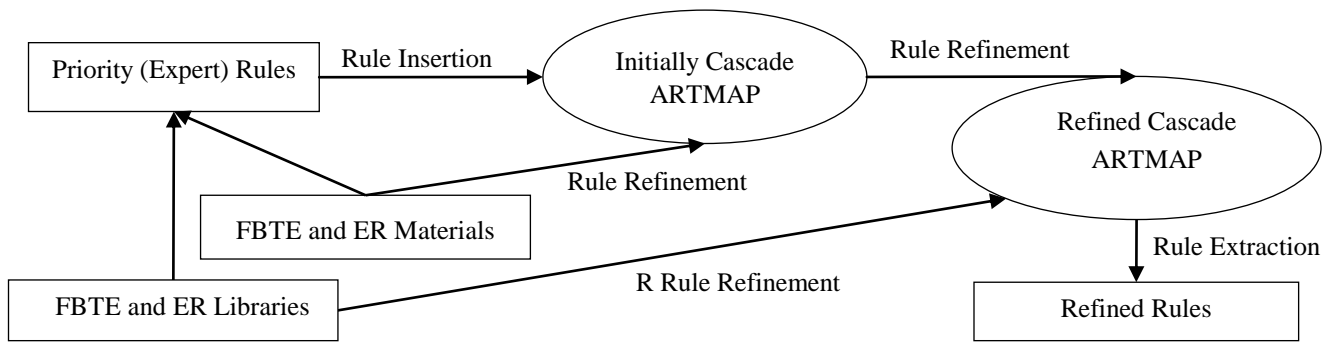 Priority (Expert) Rules
Rule Insertion
Initially Cascade
ARTMAP
Rule Refinement
Refined Cascade
ARTMAP
Rule Refinement
FBTE and ER Materials
Rule Extraction
R Rule Refinement
FBTE and ER Libraries
Refined Rules